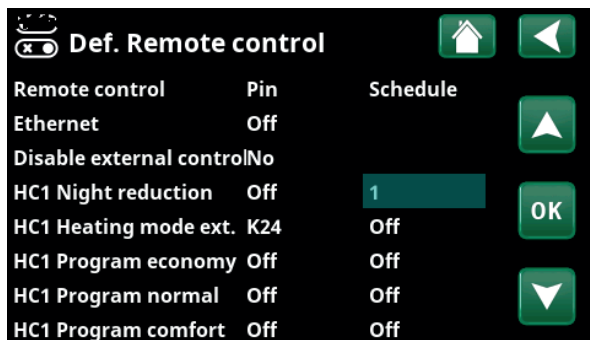 Def. Remote control
Remote control Pin Schedule
Ethernet Off
Disable external control No
HC1 Night reduction Off 1
HC1 Heating mode ext. K24 Off
OK
HC1 Program economy Off Off
HC1 Program normal Off Off
HC1 Program comfort Off Off